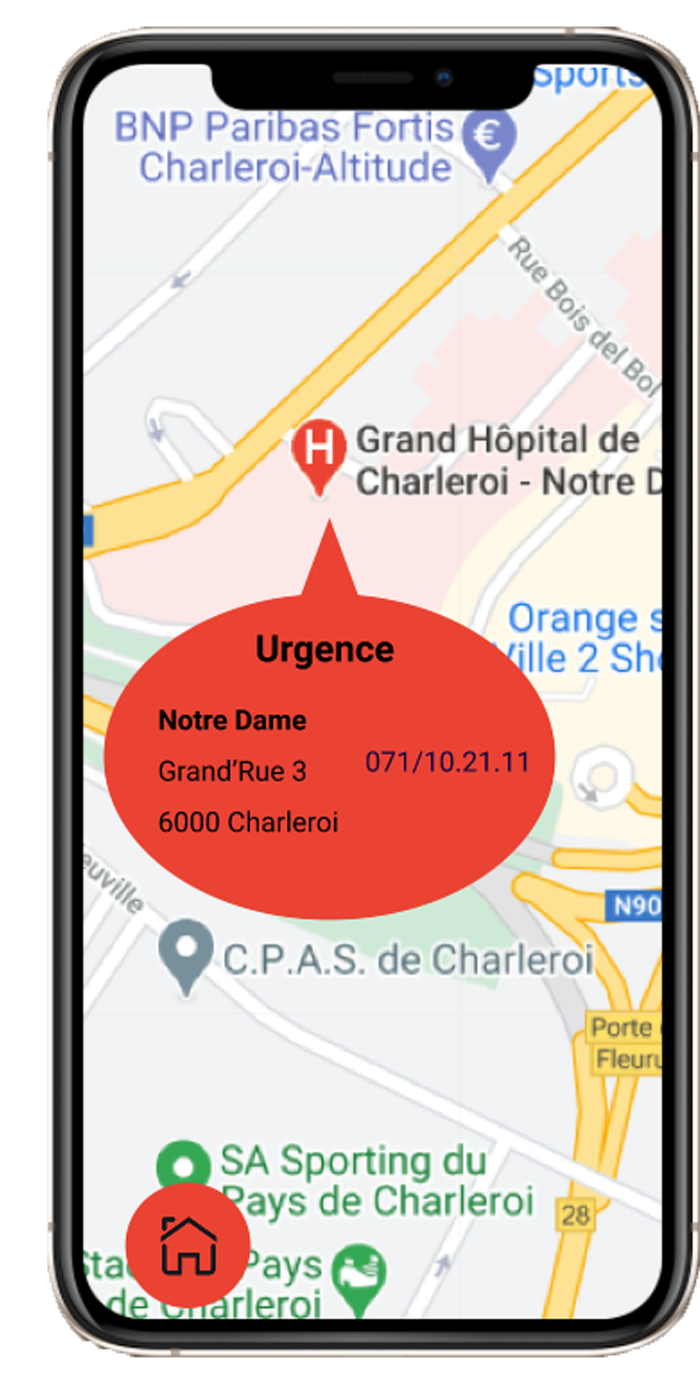 Sports
BNP Paribas Fortis
Charleroi-Altitude
€
Rue Bois del Bol
H
Grand Hôpital de
Charleroi - Notre D
Orange s
Ville 2 Sho
Urgence
Notre Dame
Grand'Rue 3
071/10.21.11
6000 Charleroi
euville
N90
C.P.A.S. de Charleroi
Porte
Fleuru
SA Sporting du
Pays de Charleroi
28
Sta Pays
de Charleroi